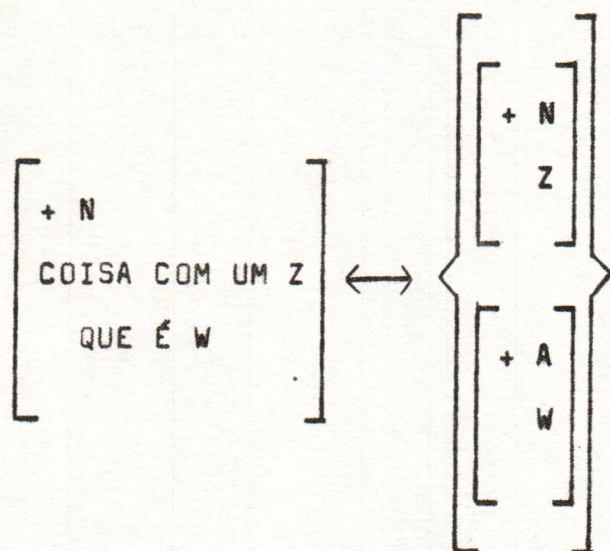 + N
COISA COM UM Z
QUE É W
+ N
Z
+ A
W